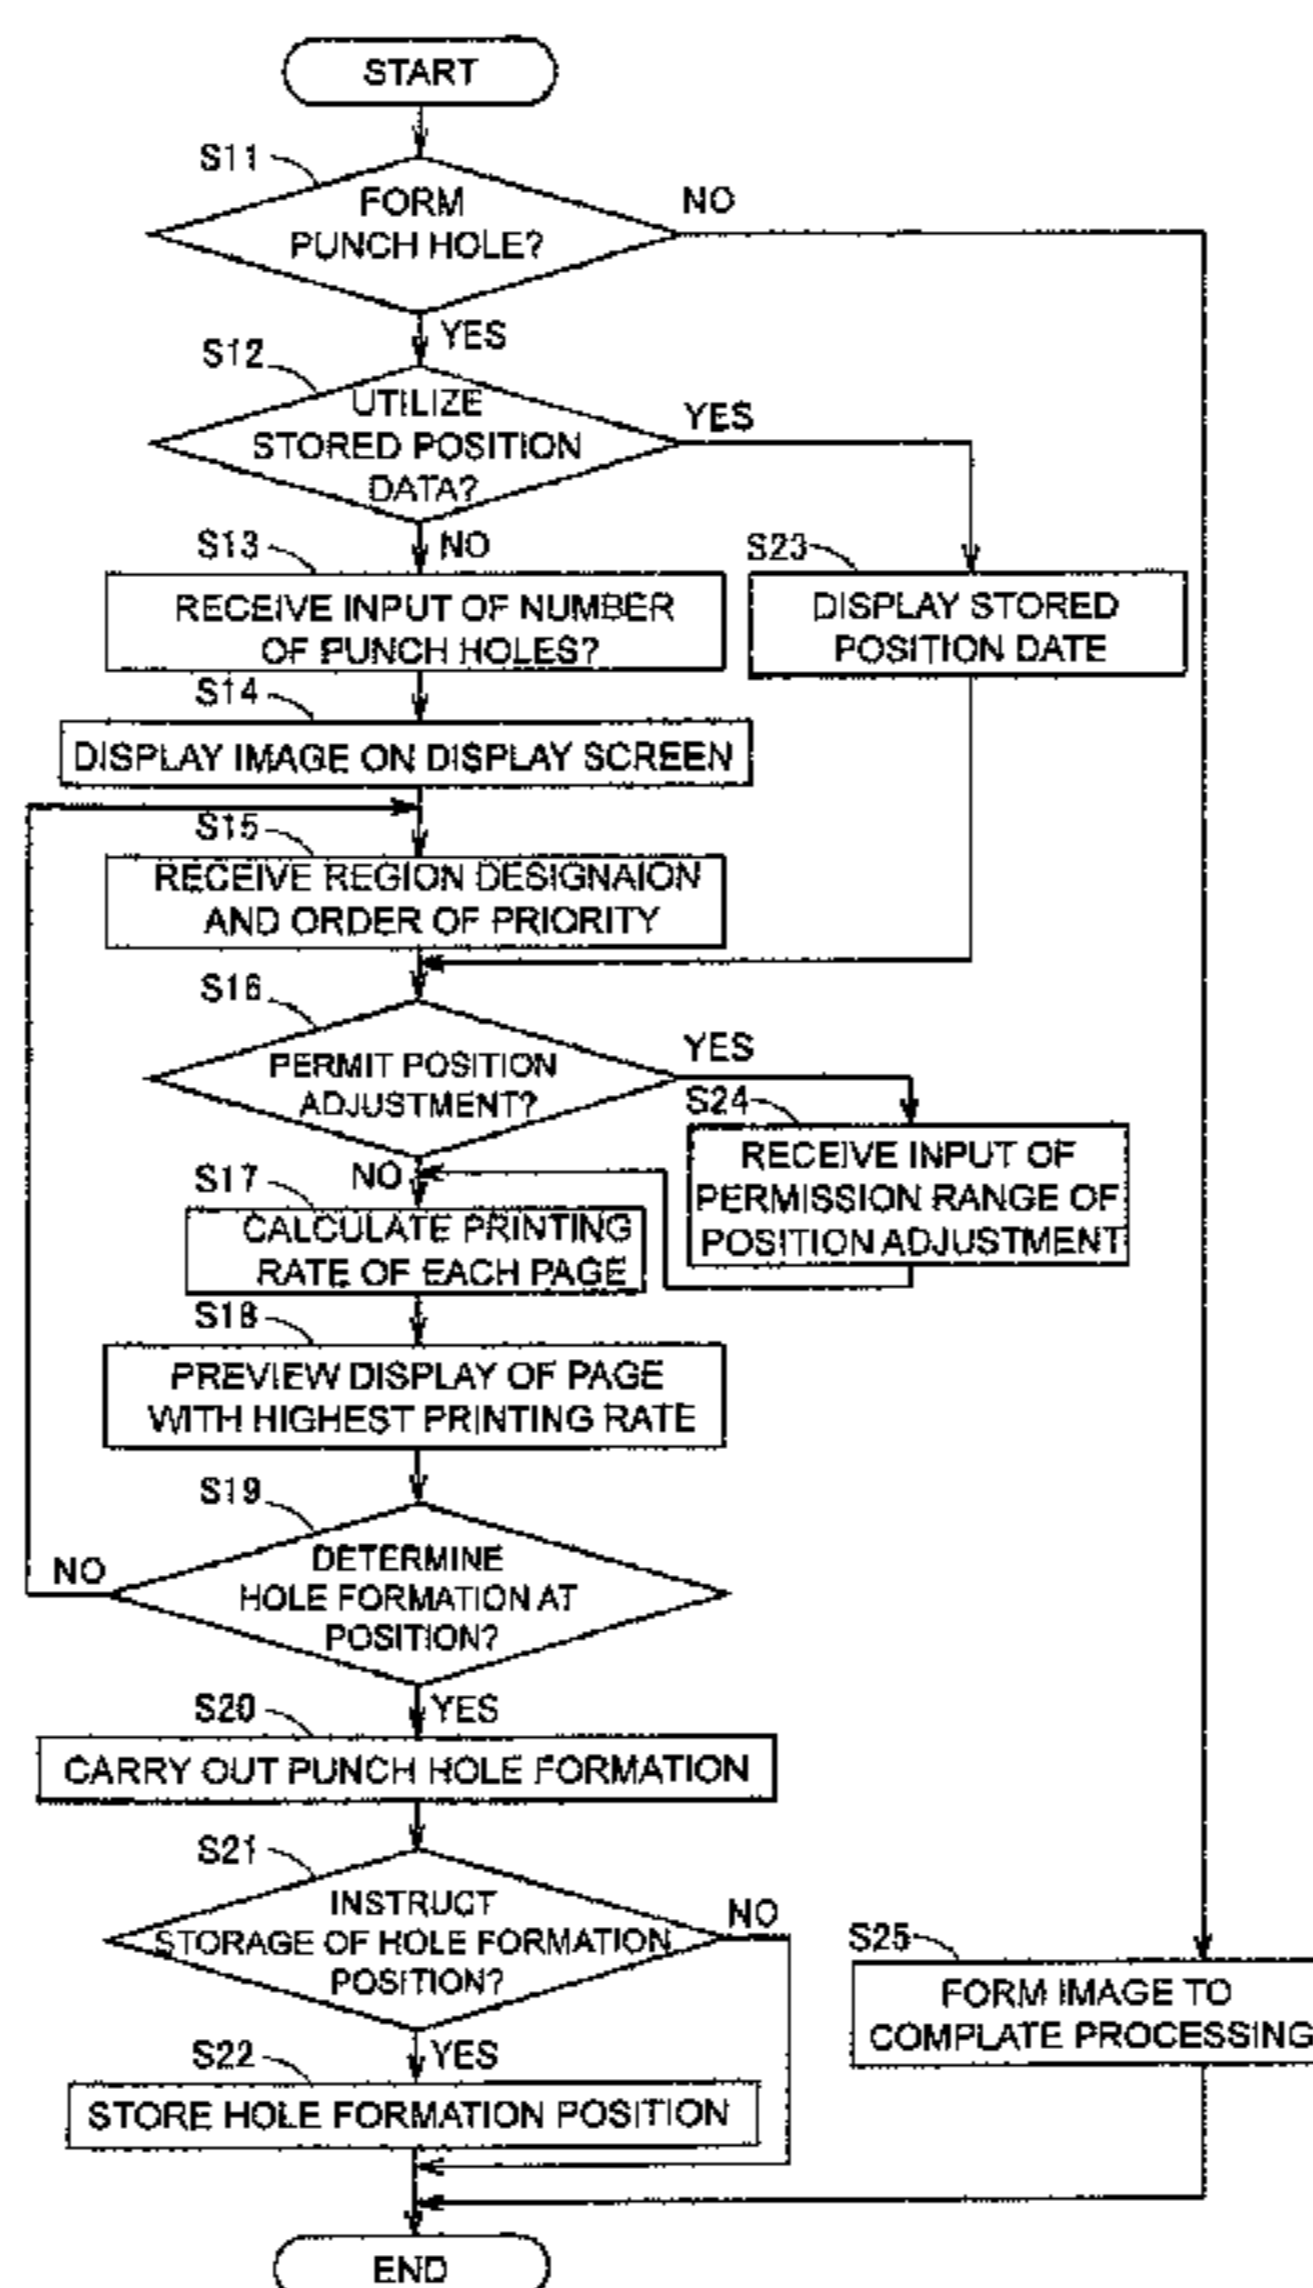 START
S11
FORM
PUNCH HOLE?
NO
YES
S12
UTILIZE
STORED POSITION
DATA?
YES
NO
S13
RECEIVE INPUT OF NUMBER
OF PUNCH HOLES?
S23
DISPLAY STORED
POSITION DATE
S14
DISPLAY IMAGE ON DISPLAY SCREEN
S15
RECEIVE REGION DESIGNAION
AND ORDER OF PRIORITY
S16
PERMIT POSITION
ADJUSTMENT?
YES
NO
S24
RECEIVE INPUT OF
PERMISSION RANGE OF
POSITION ADJUSTMENT
S17
CALCULATE PRINTING
RATE OF EACH PAGE
S18
PREVIEW DISPLAY OF PAGE
WITH HIGHEST PRINTING RATE
S19
DETERMINE
HOLE FORMATION AT
POSITION?
NO
YES
S20
CARRY OUT PUNCH HOLE FORMATION
S21
INSTRUCT
STORAGE OF HOLE FORMATION
POSITION?
NO
YES
S25
FORM IMAGE TO
COMPLATE PROCESSING
S22
STORE HOLE FORMATION POSITION
END